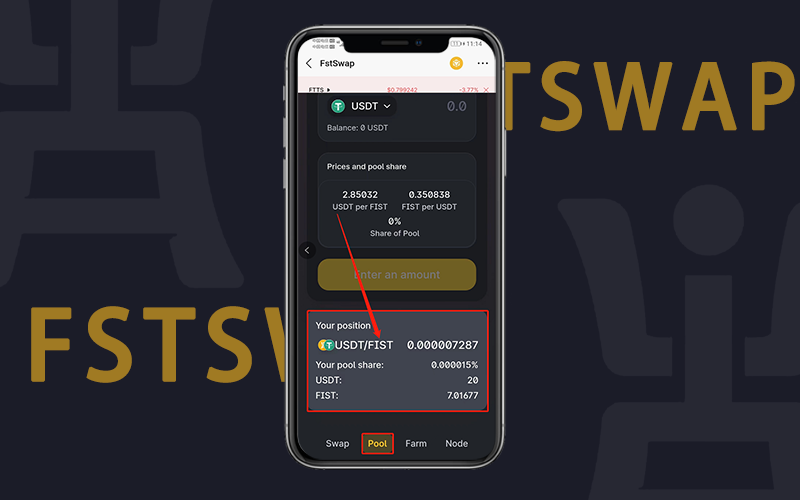 11:14
FstSwap
FTTS $0.799242 -3.77%
TSWAP
USDT 0.0
Balance: 0 USDT
Prices and pool share
2.85032 0.350838
USDT per FIST FIST per USDT
0%
Share of Pool
Enter an amount
FSTSW
Your position
USDT/FIST 0.000007287
Your pool share: 0.000015%
USDT: 20
FIST: 7.01677
Swap Pool Farm Node